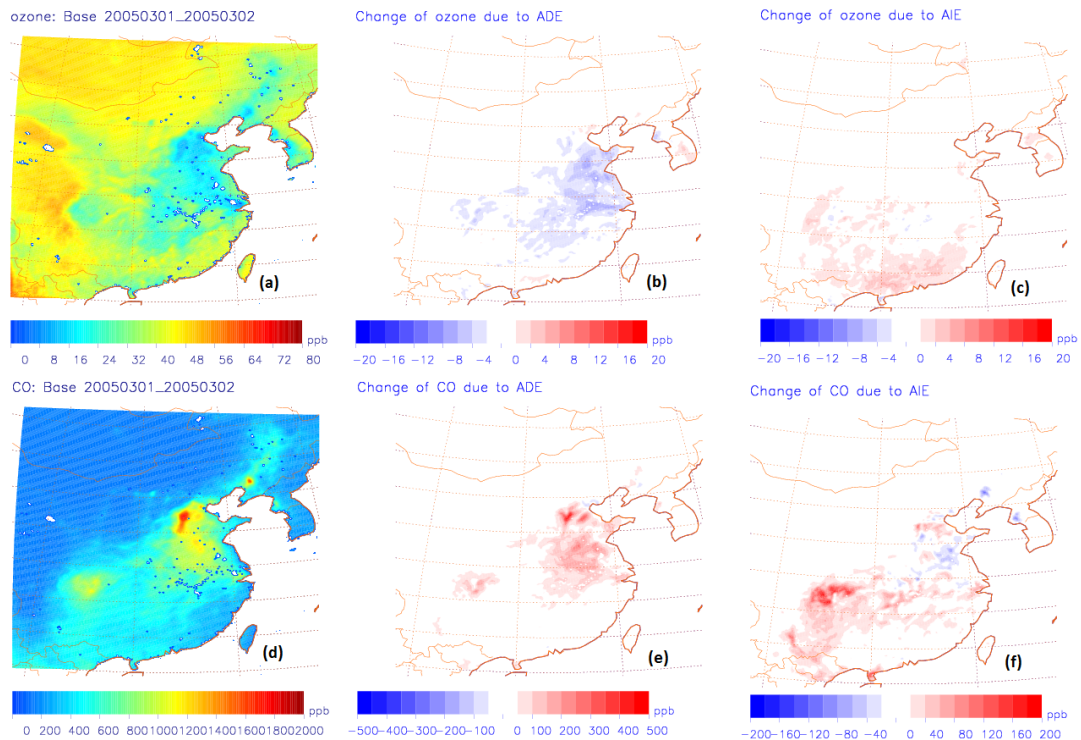 ozone: Base 20050301_20050302
Change of ozone due to ADE
Change of ozone due to AIE
(a)
(b)
(c)
ppb
ppb
ppb
0 16 24 32 40 48 56 64 72 80
-20 -16 -12 -8 -4 0 4 8 12 16 20
-20 -16 -12 -8 -4 0 4 8 12 16 20
CO: Base 20050301_20050302
Change of CO due to ADE
Change of CO due to AIE
(d)
(e)
(f)
ppb
ppb
ppb
0 200 400 600 800 1000 1200 1400 1600 1800 2000
-500 -400 -300 -200 -100 0 100 200 300 400 500
-200 -160 -120 -80 -40 0 40 80 120 160 200